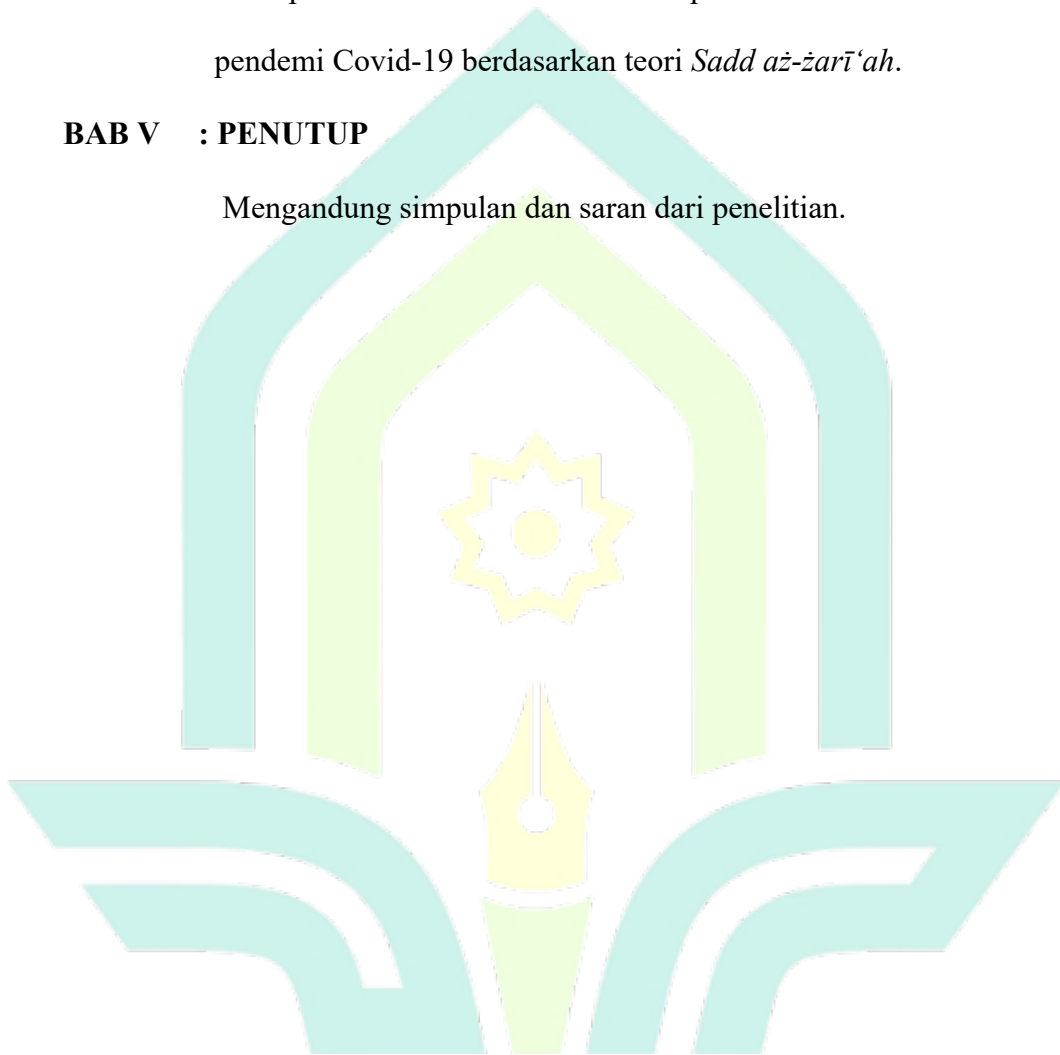 pendemi Covid-19 berdasarkan teori Sadd aż-żarī‘ah.
BAB V : PENUTUP
Mengandung simpulan dan saran dari penelitian.